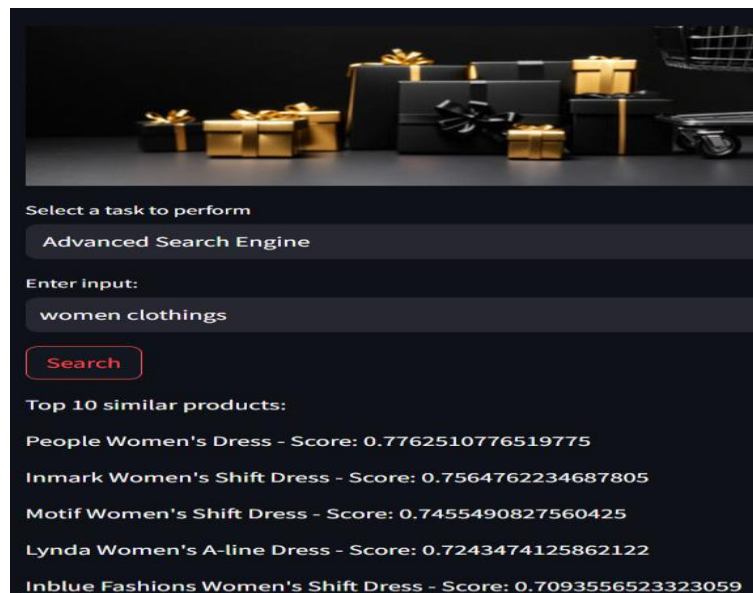 Select a task to perform
Advanced Search Engine
Enter input:
women clothings
Search
Top 10 similar products:
People Women's Dress - Score: 0.7762510776519775
Inmark Women's Shift Dress - Score: 0.7564762234687805
Motif Women's Shift Dress - Score: 0.7455490827560425
Lynda Women's A-line Dress - Score: 0.7243474125862122
Inblue Fashions Women's Shift Dress - Score: 0.7093556523323059